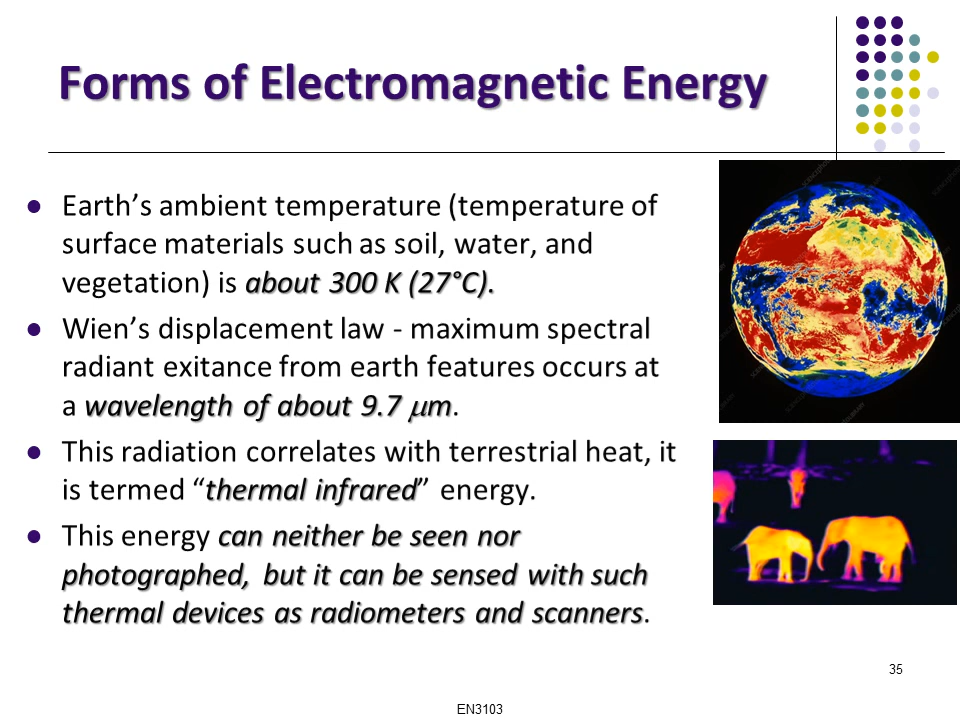 Forms of Electromagnetic Energy
● Earth’s ambient temperature (temperature of
surface materials such as soil, water, and
vegetation) is about 300 K (27°C).
● Wien’s displacement law - maximum spectral
radiant exitance from earth features occurs at
a wavelength of about 9.7 μm.
● This radiation correlates with terrestrial heat, it
is termed “thermal infrared” energy.
● This energy can neither be seen nor
photographed, but it can be sensed with such
thermal devices as radiometers and scanners.
35
EN3103